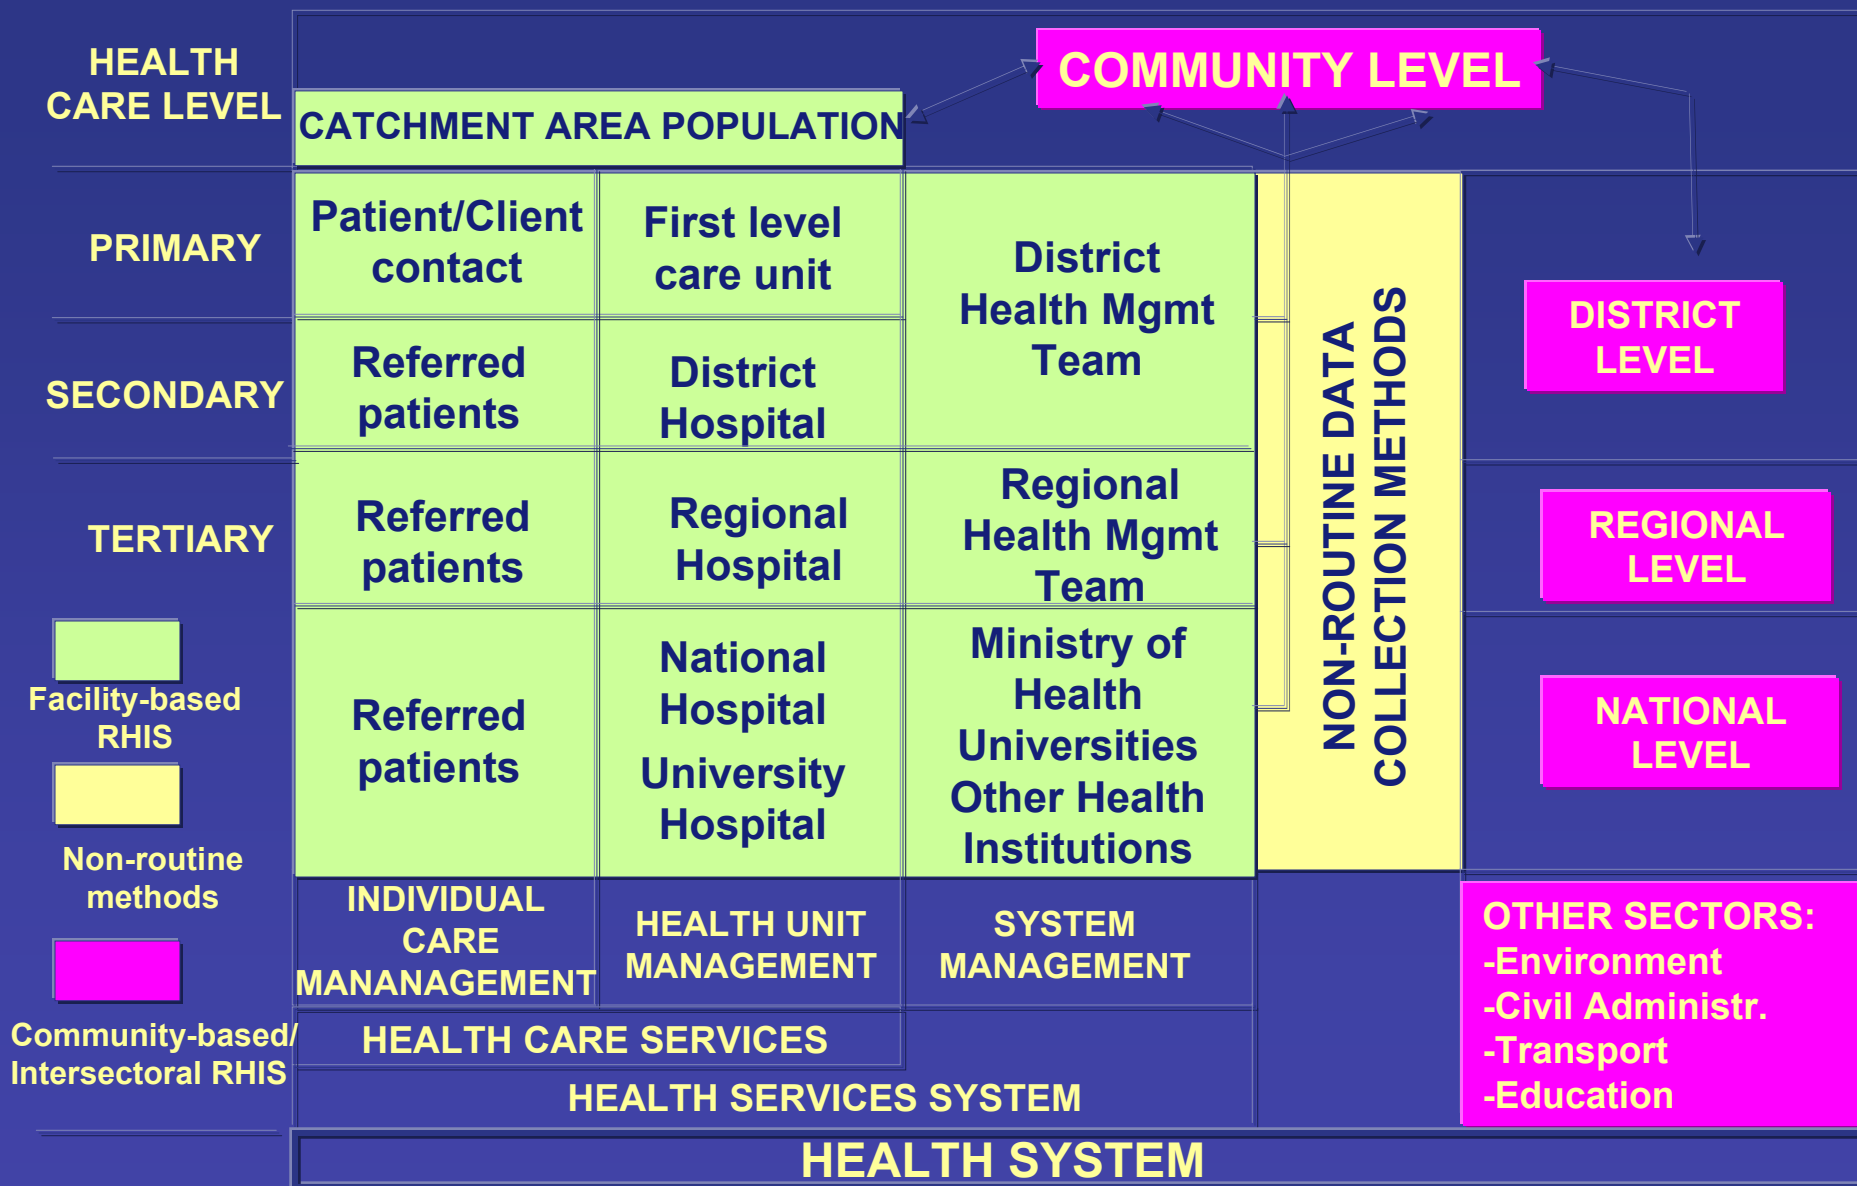 HEALTH
CARE LEVEL
COMMUNITY LEVEL
CATCHMENT AREA POPULATION
PRIMARY
Patient/Client
contact
First level
care unit
District
Health Mgmt
Team
NON-ROUTINE DATA
COLLECTION METHODS
DISTRICT
LEVEL
SECONDARY
Referred
patients
District
Hospital
TERTIARY
Referred
patients
Regional
Hospital
Regional
Health Mgmt
Team
REGIONAL
LEVEL
Referred
patients
National
Hospital
University
Hospital
Ministry of
Health
Universities
Other Health
Institutions
NATIONAL
LEVEL
Facility-based
RHIS
Non-routine
methods
Community-based/
Intersectoral RHIS
INDIVIDUAL
CARE
MANANAGEMENT
HEALTH UNIT
MANAGEMENT
SYSTEM
MANAGEMENT
OTHER SECTORS:
-Environment
-Civil Administr.
-Transport
-Education
HEALTH CARE SERVICES
HEALTH SERVICES SYSTEM
HEALTH SYSTEM